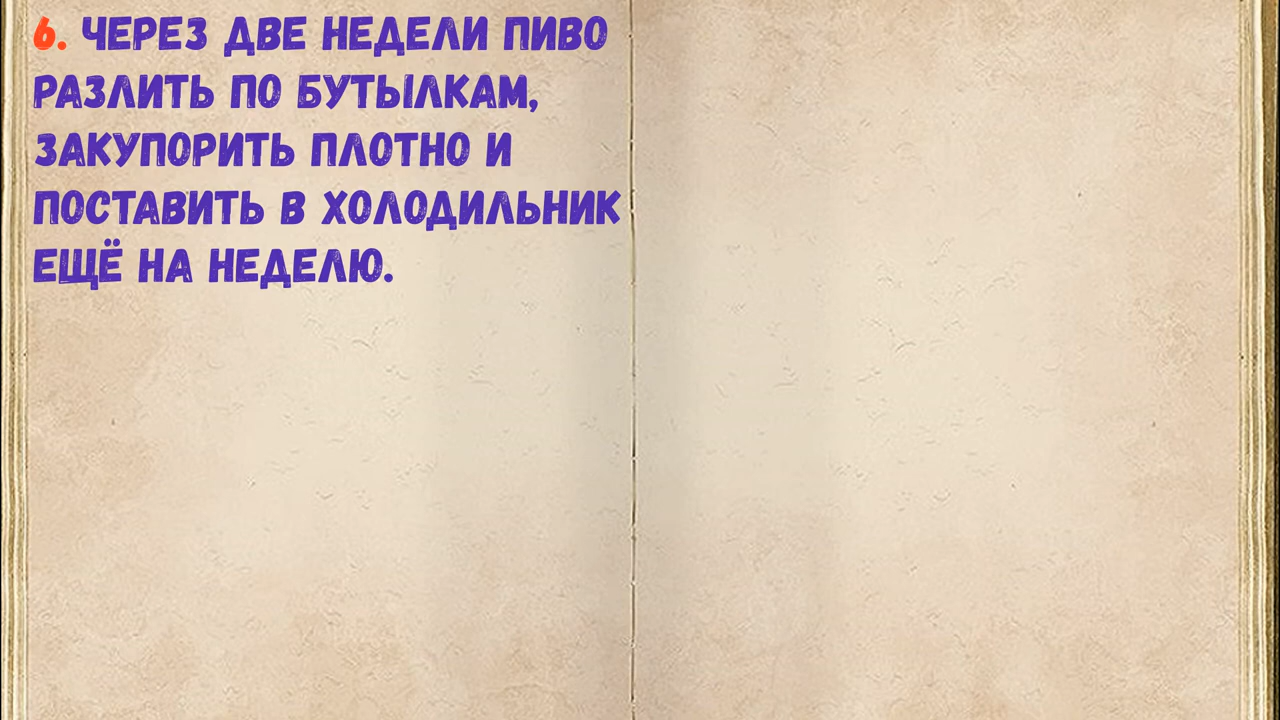 6. ЧЕРЕЗ ДВЕ НЕДЕЛИ ПИВО
РАЗЛИТЬ ПО БУТЫЛКАМ,
ЗАКУПОРИТЬ ПЛОТНО И
ПОСТАВИТЬ В ХОЛОДИЛЬНИК
ЕЩЁ НА НЕДЕЛЮ.